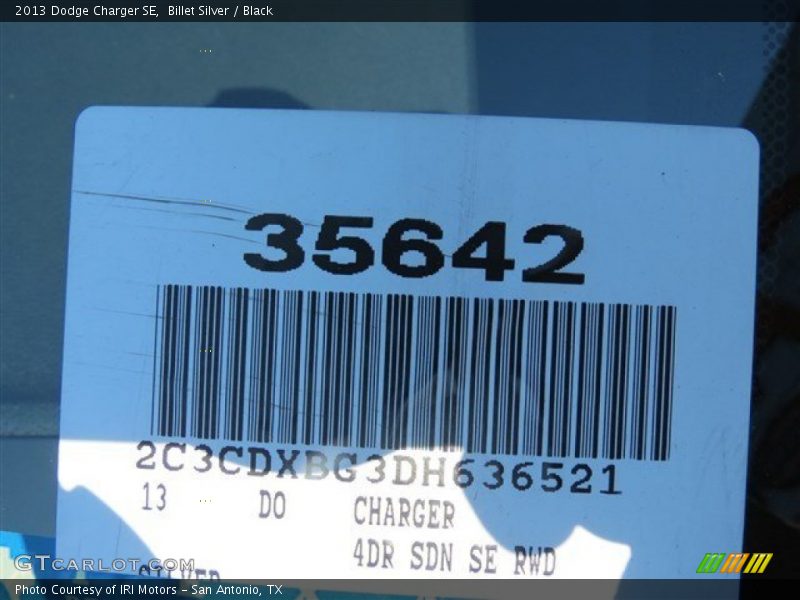 2013 Dodge Charger SE,  Billet Silver / Black
35642
2C3CDXBG3DH636521
13 DO CHARGER
4DR SDN SE RWD
SILVER
GTCARLOT.COM
Photo Courtesy of IRI Motors – San Antonio, TX